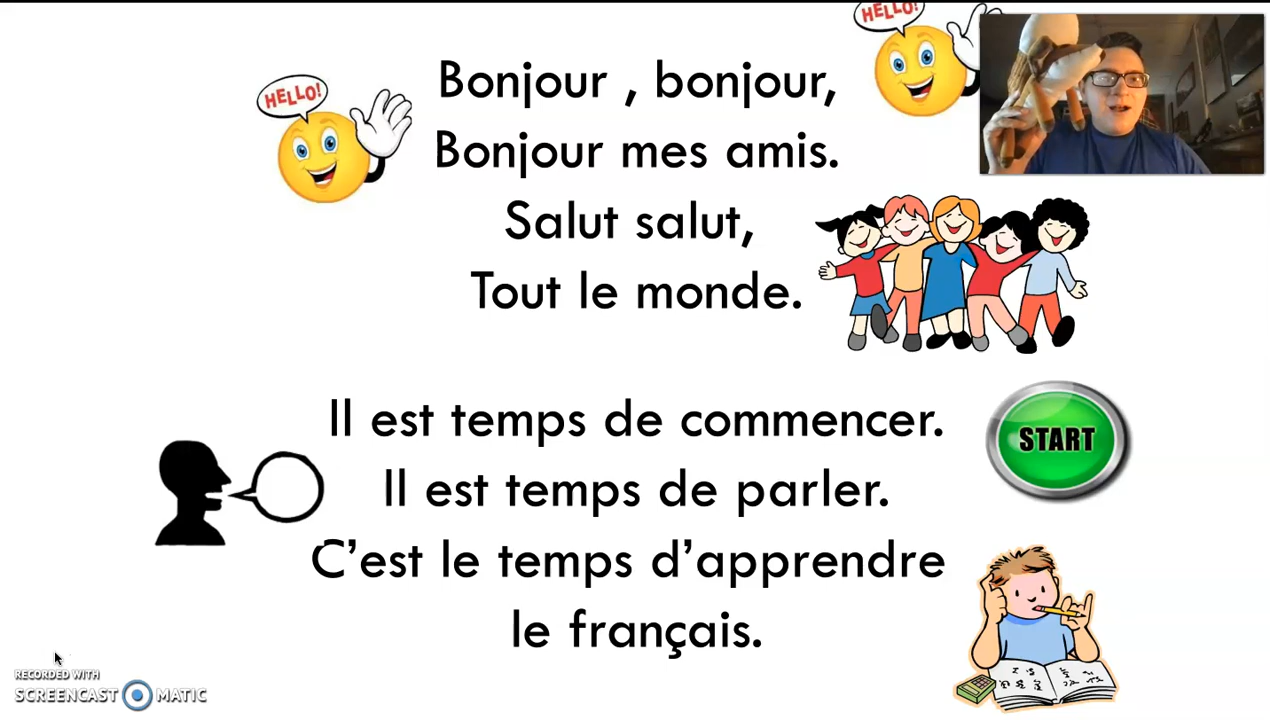 HELLO!
HELLO!
Bonjour , bonjour,
Bonjour mes amis.
Salut salut,
Tout le monde.
Il est temps de commencer.
START
Il est temps de parler.
C’est le temps d’apprendre
le français.
RECORDED WITH
SCREENCAST MATIC